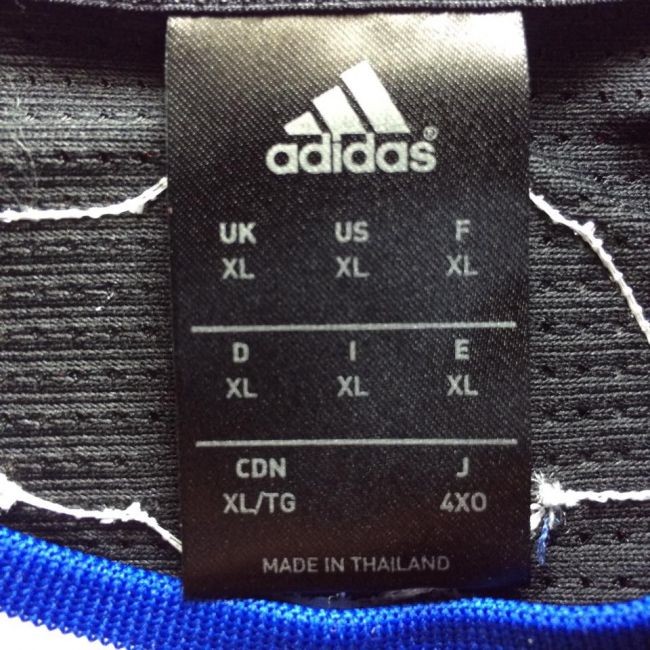 adidas®
UK US F
XL XL XL
D I E
XL XL XL
CDN J
XL/TG 4XO
MADE IN THAILAND